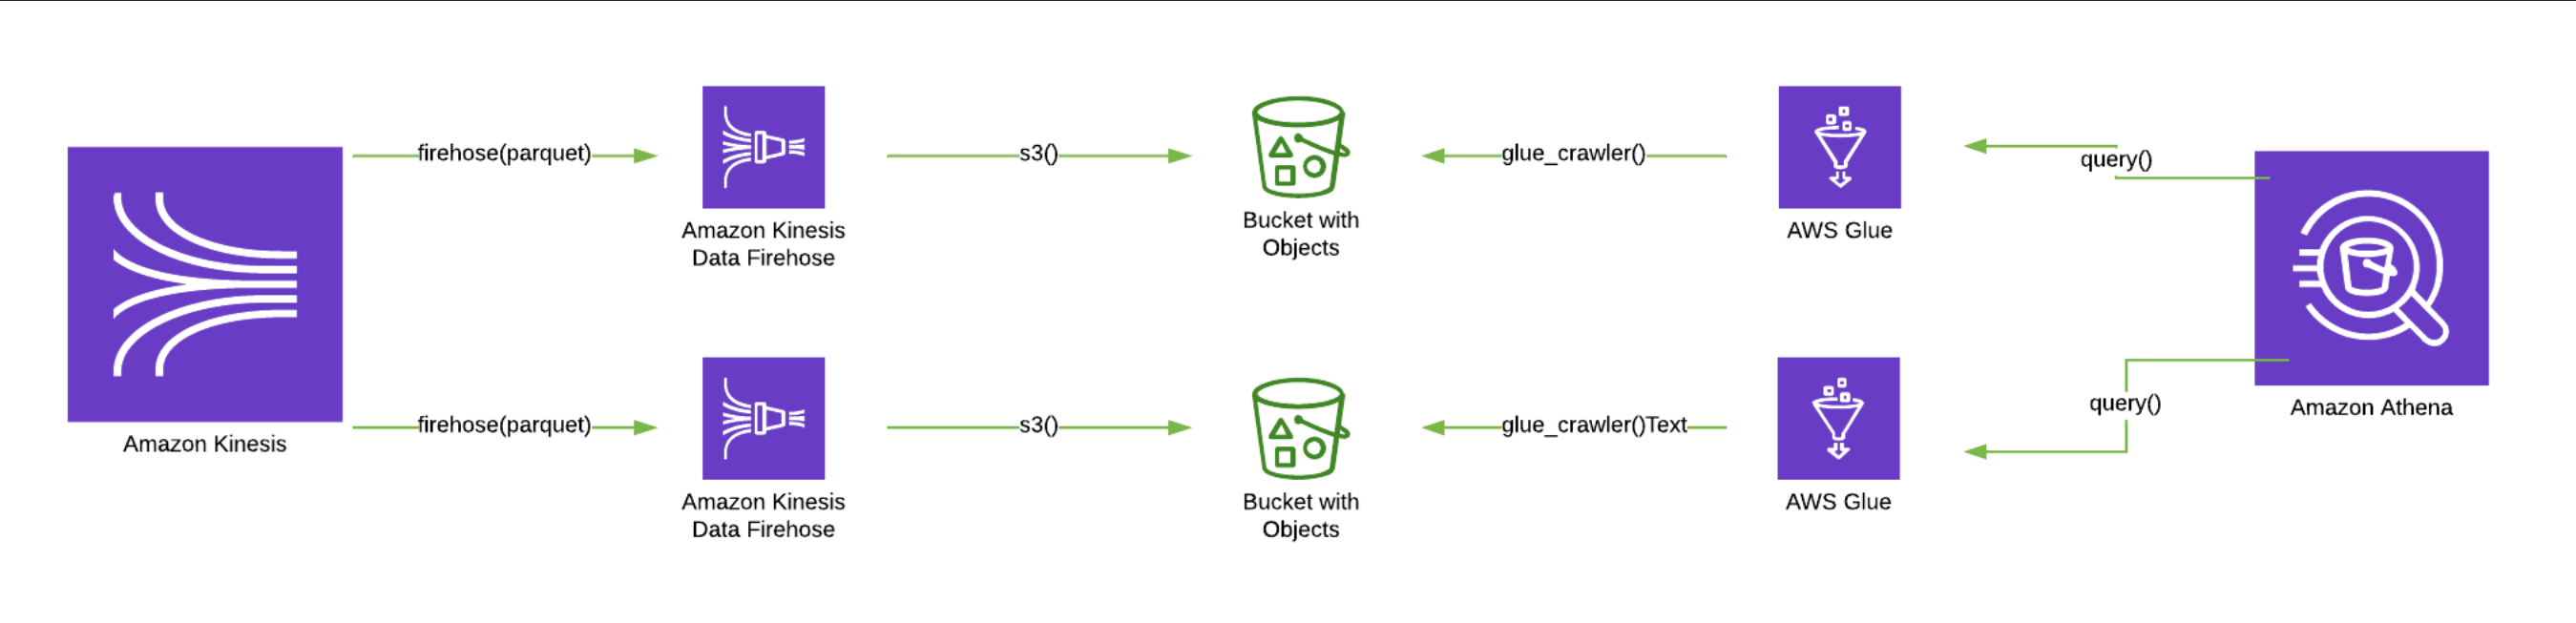 firehose(parquet)
s3()
glue_crawler()
query()
Amazon Kinesis
Data Firehose
Bucket with
Objects
AWS Glue
Amazon Kinesis
firehose(parquet)
s3()
glue_crawler()Text
query()
Amazon Athena
Amazon Kinesis
Data Firehose
Bucket with
Objects
AWS Glue